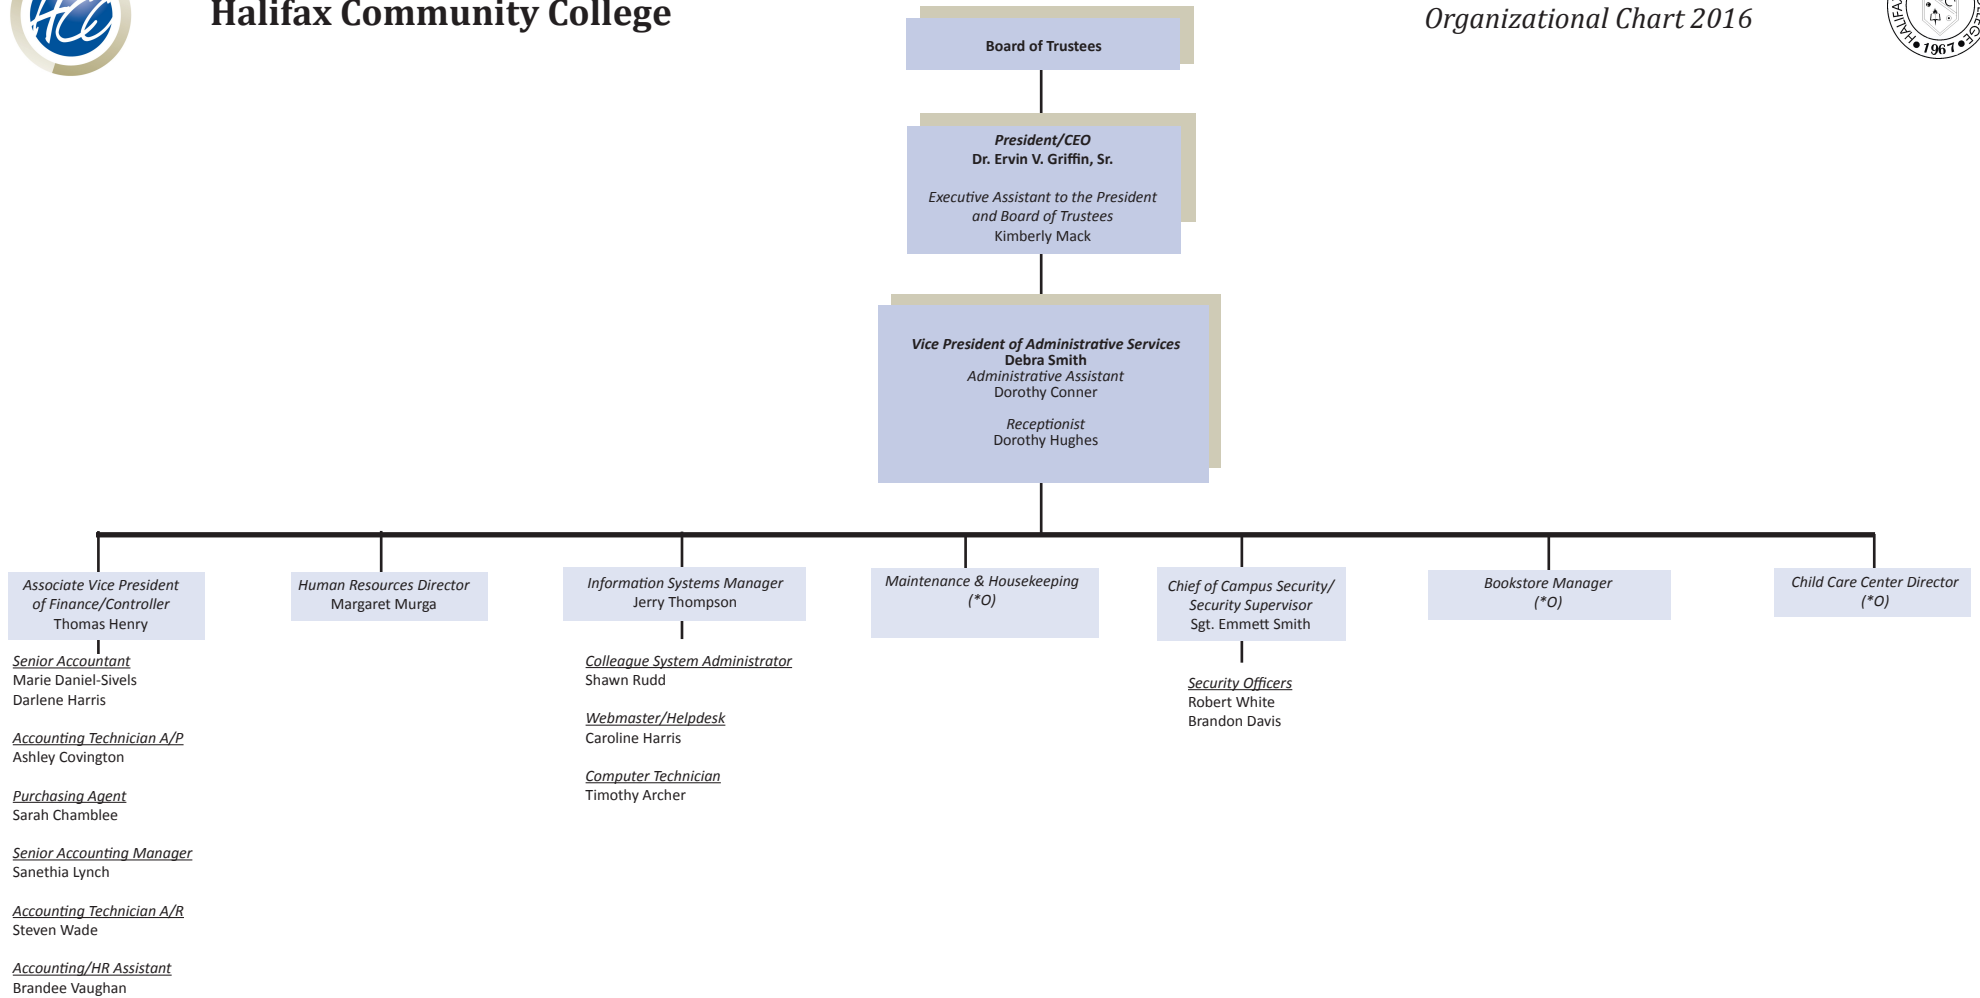 HCC
Halifax Community College
Organizational Chart 2016
1967
Board of Trustees
President/CEO
Dr. Ervin V. Griffin, Sr.
Executive Assistant to the President
and Board of Trustees
Kimberly Mack
Vice President of Administrative Services
Debra Smith
Administrative Assistant
Dorothy Conner
Receptionist
Dorothy Hughes
Associate Vice President
of Finance/Controller
Thomas Henry
Senior Accountant
Marie Daniel-Sivels
Darlene Harris
Accounting Technician A/P
Ashley Covington
Purchasing Agent
Sarah Chamblee
Senior Accounting Manager
Sanethia Lynch
Accounting Technician A/R
Steven Wade
Accounting/HR Assistant
Brandee Vaughan
Human Resources Director
Margaret Murga
Information Systems Manager
Jerry Thompson
Colleague System Administrator
Shawn Rudd
Webmaster/Helpdesk
Caroline Harris
Computer Technician
Timothy Archer
Maintenance & Housekeeping
(*O)
Chief of Campus Security/
Security Supervisor
Sgt. Emmett Smith
Security Officers
Robert White
Brandon Davis
Bookstore Manager
(*O)
Child Care Center Director
(*O)